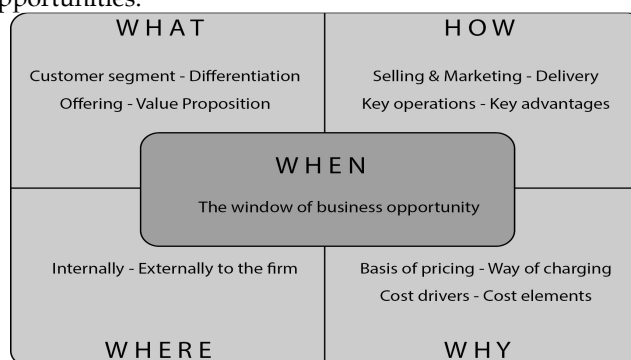 WHAT
Customer segment - Differentiation
Offering - Value Proposition
HOW
Selling & Marketing - Delivery
Key operations - Key advantages
WHEN
The window of business opportunity
Internally - Externally to the firm
WHERE
Basis of pricing - Way of charging
Cost drivers - Cost elements
WHY